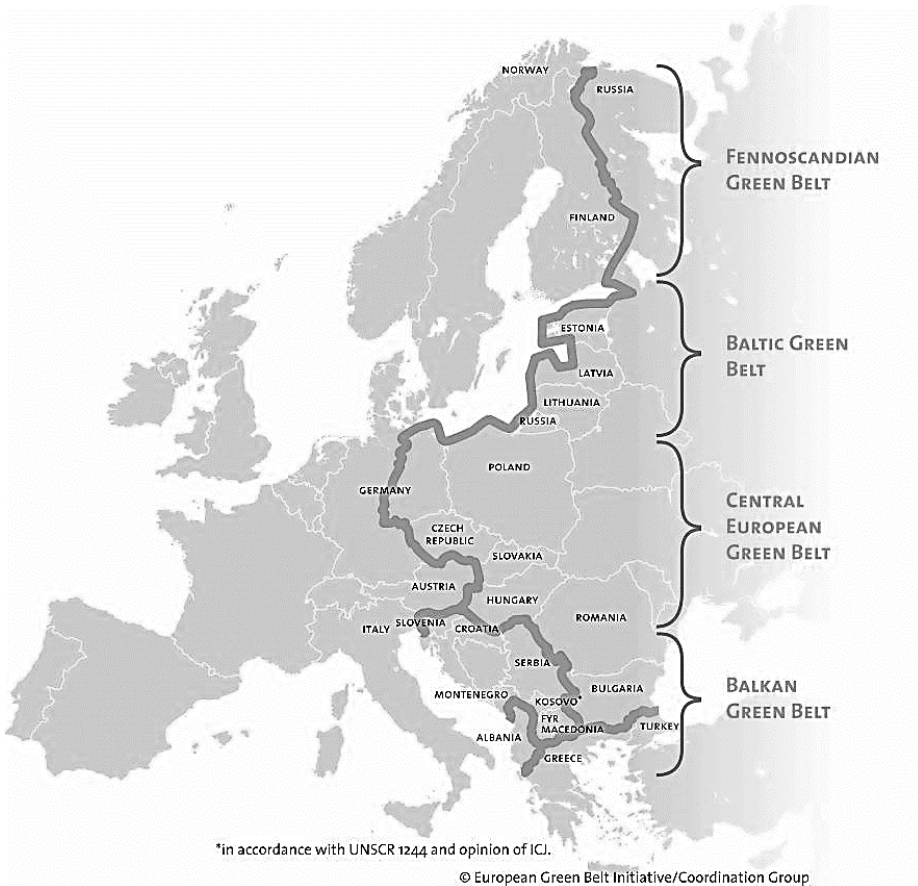 NORWAY
RUSSIA
FENNOSCANDIAN
GREEN BELT
FINLAND
ESTONIA
BALTIC GREEN
BELT
LATVIA
LITHUANIA
RUSSIA
POLAND
GERMANY
CENTRAL
EUROPEAN
GREEN BELT
CZECH
REPUBLIC
SLOVAKIA
AUSTRIA
HUNGARY
ROMANIA
SLOVENIA
ITALY
CROATIA
SERBIA
BALKAN
GREEN BELT
BULGARIA
MONTENEGRO
KOSOVO*
FYR
MACEDONIA
TURKEY
ALBANIA
GREECE
*in accordance with UNSCR 1244 and opinion of ICJ.
© European Green Belt Initiative/Coordination Group